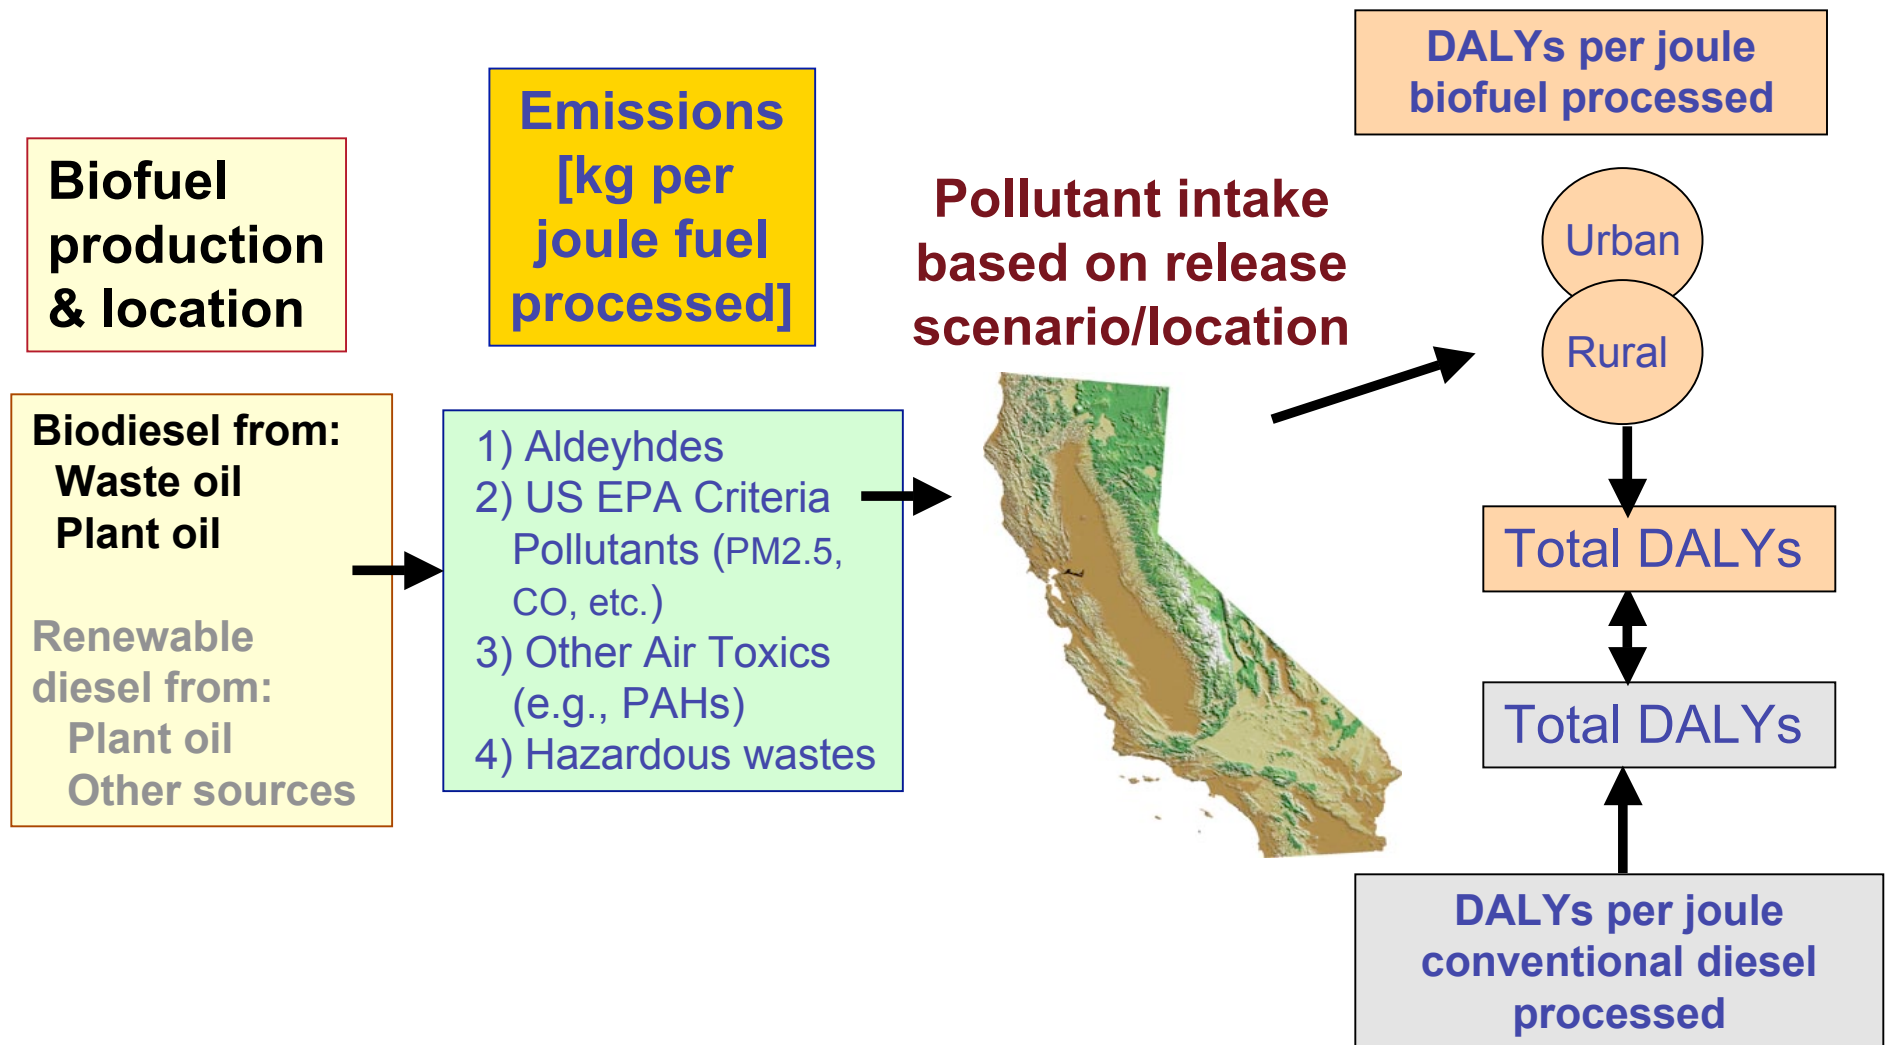 Biofuel
production
& location
Biodiesel from:
Waste oil
Plant oil
Renewable
diesel from:
Plant oil
Other sources
Emissions
[kg per
joule fuel
processed]
1) Aldeyhdes
2) US EPA Criteria
Pollutants (PM2.5,
CO, etc.)
3) Other Air Toxics
(e.g., PAHs)
4) Hazardous wastes
Pollutant intake
based on release
scenario/location
DALYs per joule
biofuel processed
Urban
Rural
Total DALYs
Total DALYs
DALYs per joule
conventional diesel
processed